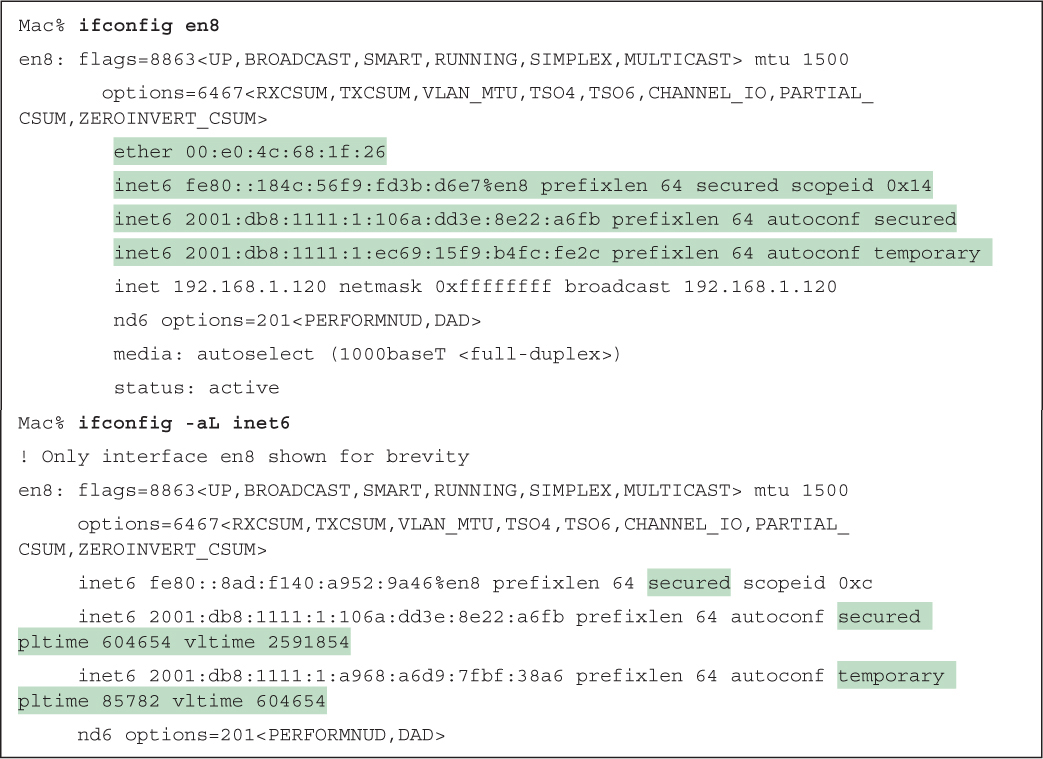 Mac% ifconfig en8
en8: flags=8863<UP,BROADCAST,SMART,RUNNING,SIMPLEX,MULTICAST> mtu 1500
options=6467<RXCSUM,TXCSUM,VLAN_MTU,TSO4,TSO6,CHANNEL_IO,PARTIAL_
CSUM,ZEROINVERT_CSUM>
ether 00:e0:4c:68:1f:26
inet6 fe80::184c:56f9:fd3b:d6e7%en8 prefixlen 64 secured scopeid 0x14
inet6 2001:db8:1111:1:106a:dd3e:8e22:a6fb prefixlen 64 autoconf secured
inet6 2001:db8:1111:1:ec69:15f9:b4fc:fe2c prefixlen 64 autoconf temporary
inet 192.168.1.120 netmask 0xffffffff broadcast 192.168.1.120
nd6 options=201<PERFORMNUD,DAD>
media: autoselect (1000baseT <full-duplex>)
status: active
Mac% ifconfig -aL inet6
! Only interface en8 shown for brevity
en8: flags=8863<UP,BROADCAST,SMART,RUNNING,SIMPLEX,MULTICAST> mtu 1500
options=6467<RXCSUM,TXCSUM,VLAN_MTU,TSO4,TSO6,CHANNEL_IO,PARTIAL_
CSUM,ZEROINVERT_CSUM>
inet6 fe80::8ad:f140:a952:9a46%en8 prefixlen 64 secured scopeid 0xc
inet6 2001:db8:1111:1:106a:dd3e:8e22:a6fb prefixlen 64 autoconf secured
pltime 604654 vltime 2591854
inet6 2001:db8:1111:1:a968:a6d9:7fbf:38a6 prefixlen 64 autoconf temporary
pltime 85782 vltime 604654
nd6 options=201<PERFORMNUD,DAD>